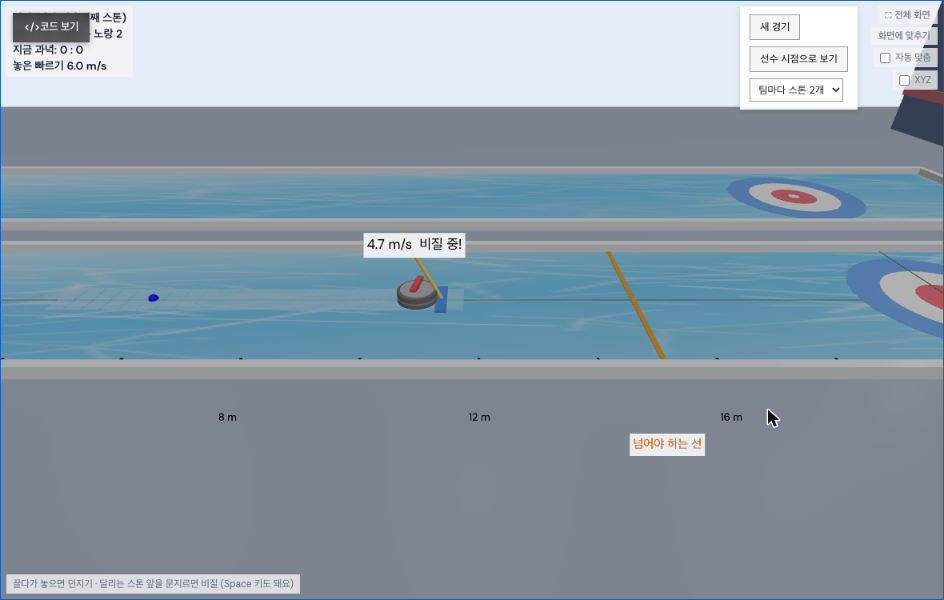 </>코드 보기
째 스톤)
노랑 2
지금 과녁: 0 : 0
놓은 빠르기 6.0 m/s
새 경기
선수 시점으로 보기
팀마다 스톤 2개
전체 화면
화면에 맞추기
자동 맞춤
XYZ
4.7 m/s 비질 중!
8 m
12 m
16 m
넘어야 하는 선
끌다가 놓으면 던지기 · 달리는 스톤 앞을 문지르면 비질 (Space 키도 돼요)